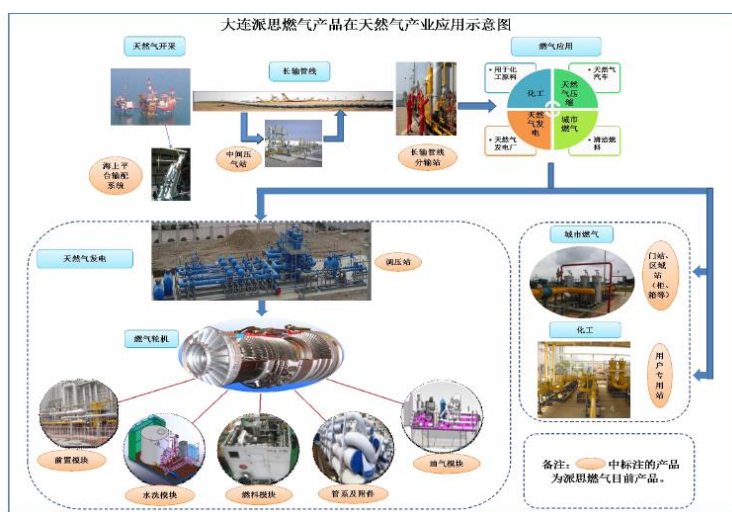 大连派思燃气产品在天然气产业应用示意图
天然气开采
长输管线
燃气应用
• 用于化
工原料
• 天然气
汽车
化工
天然
气压
缩
天然
气发
电
城市
燃气
• 天然气
发电厂
• 清洁燃
料
海上平
台输配
系统
中间压
气站
长输管线
分输站
天然气发电
调压站
城市燃气
门站、
区域
站
（柜、
箱等）
燃气轮机
化工
用户
专用
站
前置模块
水洗模块
燃料模块
管系及附件
油气模块
备注： 中标注的产品
为派思燃气目前产品。